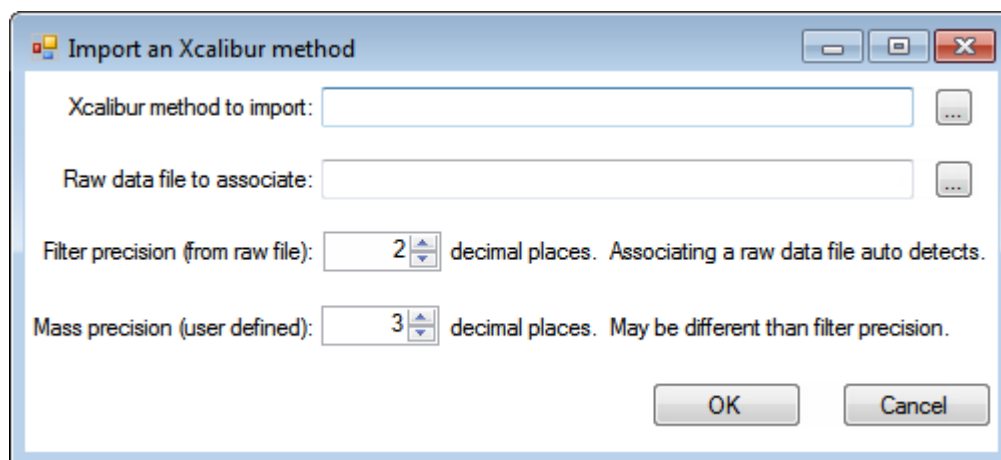 Import an Xcalibur method
Xcalibur method to import: ...
Raw data file to associate: ...
Filter precision (from raw file): 2 decimal places. Associating a raw data file auto detects.
Mass precision (user defined): 3 decimal places. May be different than filter precision.
OK Cancel